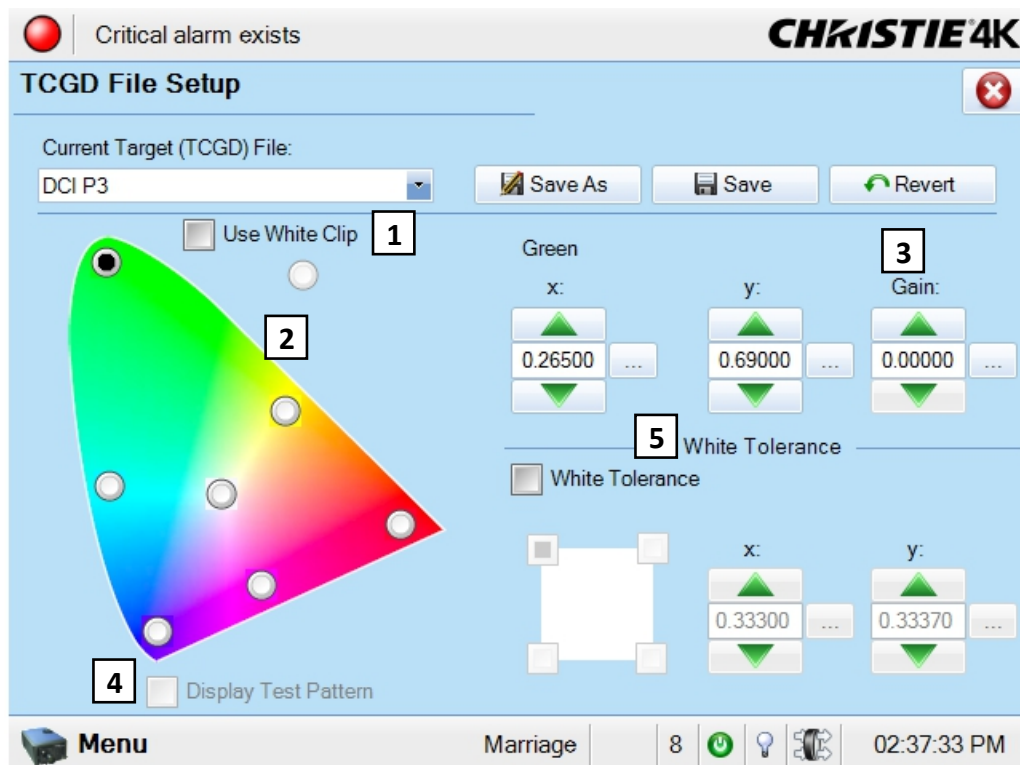 Critical alarm exists
CHRISTIE 4K
TCGD File Setup
Current Target (TCGD) File:
DCI P3
Save As
Save
Revert
Use White Clip
1
2
3
Green
x:
y:
Gain:
0.26500
...
0.69000
...
0.00000
...
5
White Tolerance
White Tolerance
x:
y:
0.33300
...
0.33370
...
4
Display Test Pattern
Menu
Marriage
8
02:37:33 PM